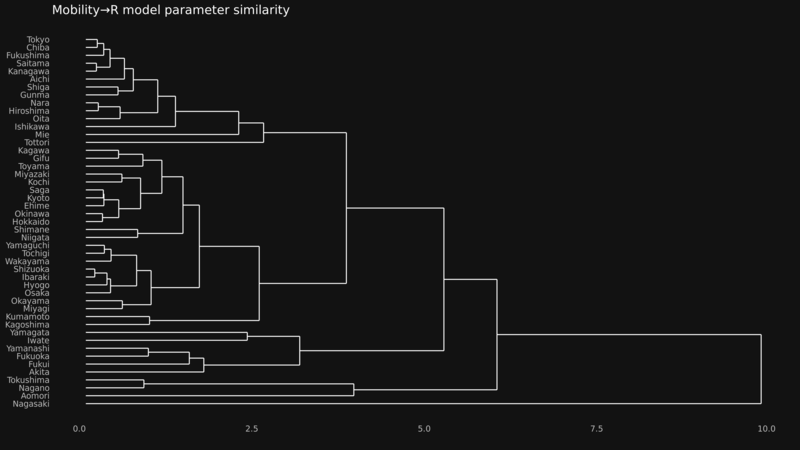 Mobility→R model parameter similarity
Tokyo
Chiba
Fukushima
Saitama
Kanagawa
Aichi
Shiga
Gunma
Nara
Hiroshima
Oita
Ishikawa
Mie
Tottori
Kagawa
Gifu
Toyama
Miyazaki
Kochi
Saga
Kyoto
Ehime
Okinawa
Hokkaido
Shimane
Niigata
Yamaguchi
Tochigi
Wakayama
Shizuoka
Ibaraki
Hyogo
Osaka
Okayama
Miyagi
Kumamoto
Kagoshima
Yamagata
Iwate
Yamanashi
Fukuoka
Fukui
Akita
Tokushima
Nagano
Aomori
Nagasaki
0.0 2.5 5.0 7.5 10.0